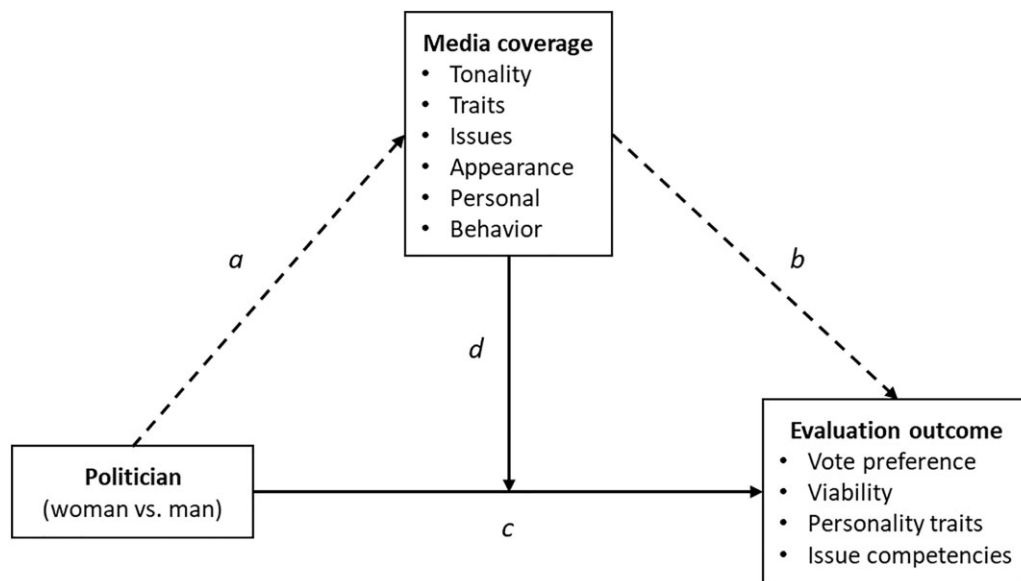 Media coverage
• Tonality
• Traits
• Issues
• Appearance
• Personal
• Behavior
a
b
d
Politician
(woman vs. man)
c
Evaluation outcome
• Vote preference
• Viability
• Personality traits
• Issue competencies